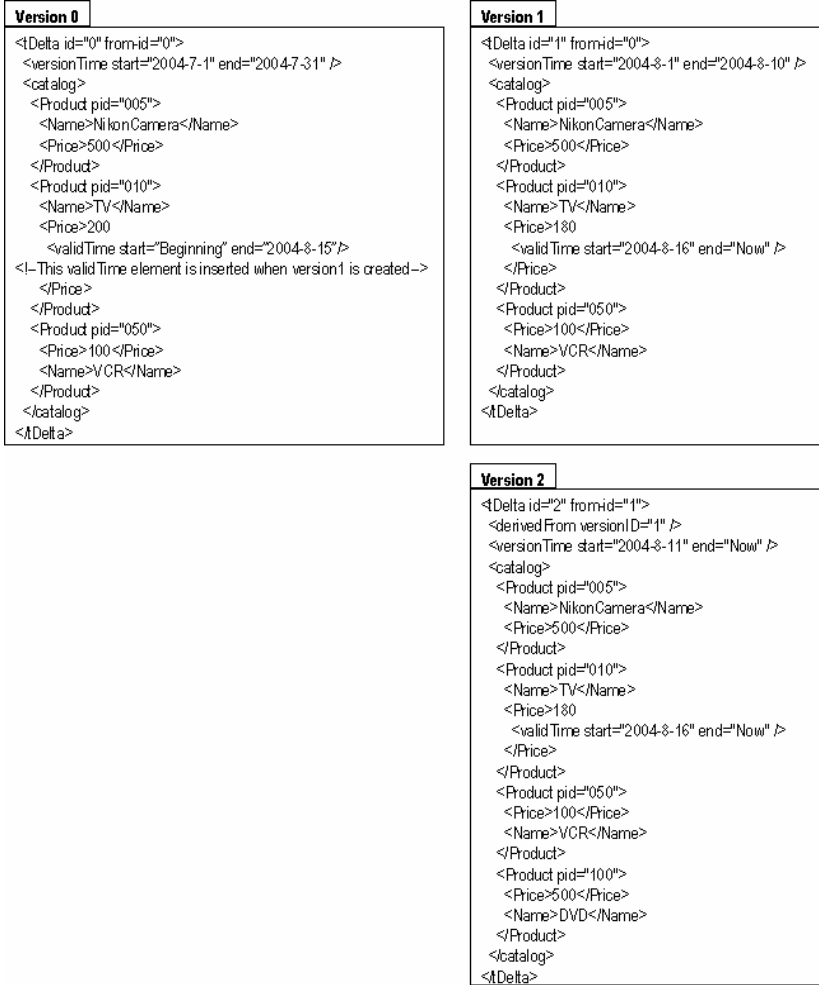 Version 0
<tDelta id="0" from-id="0">
<versionTime start="2004-7-1" end="2004-7-31" />
<catalog>
<Product pid="005">
<Name>NikonCamera</Name>
<Price>500</Price>
</Product>
<Product pid="010">
<Name>TV</Name>
<Price>200
<validTime start="Beginning" end="2004-8-15"/>
<!--This validTime element is inserted when version1 is created-->
</Price>
</Product>
<Product pid="050">
<Price>100</Price>
<Name>VCR</Name>
</Product>
</catalog>
</tDelta>
Version 1
<tDelta id="1" from-id="0">
<versionTime start="2004-8-1" end="2004-8-10" />
<catalog>
<Product pid="005">
<Name>NikonCamera</Name>
<Price>500</Price>
</Product>
<Product pid="010">
<Name>TV</Name>
<Price>180
<validTime start="2004-8-16" end="Now" />
</Price>
</Product>
<Product pid="050">
<Price>100</Price>
<Name>VCR</Name>
</Product>
</catalog>
</tDelta>
Version 2
<tDelta id="2" from-id="1">
<derivedFrom versionID="1" />
<versionTime start="2004-8-11" end="Now" />
<catalog>
<Product pid="005">
<Name>NikonCamera</Name>
<Price>500</Price>
</Product>
<Product pid="010">
<Name>TV</Name>
<Price>180
<validTime start="2004-8-16" end="Now" />
</Price>
</Product>
<Product pid="050">
<Price>100</Price>
<Name>VCR</Name>
</Product>
<Product pid="100">
<Price>500</Price>
<Name>DVD</Name>
</Product>
</catalog>
</tDelta>